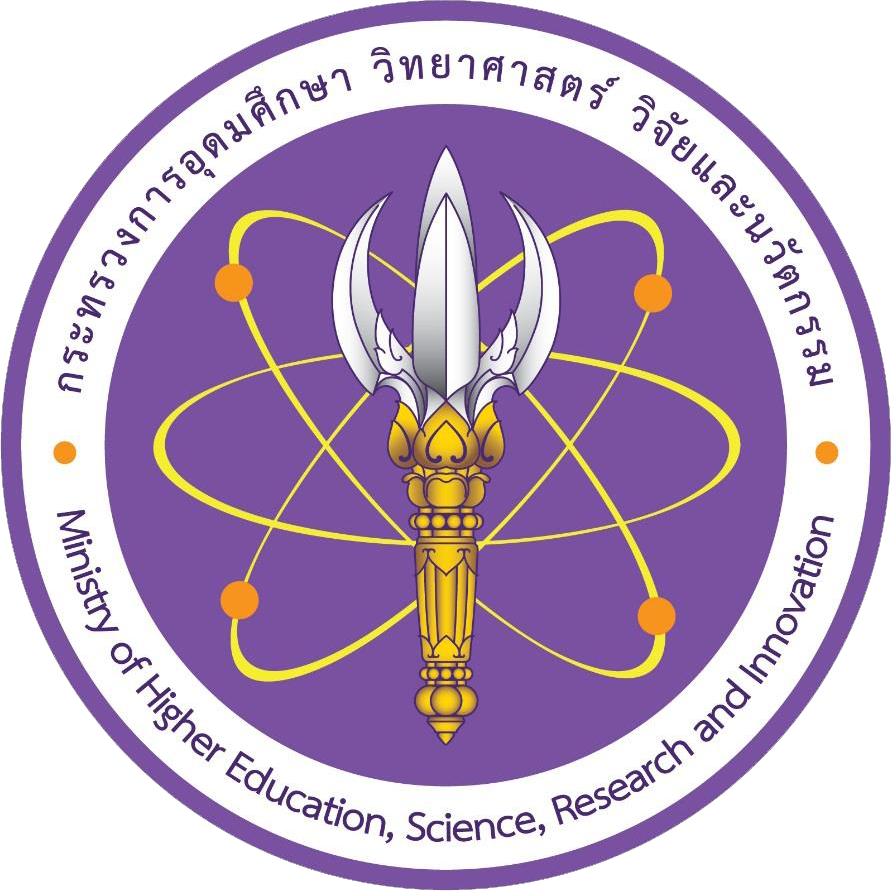 กระทรวงการอุดมศึกษา วิทยาศาสตร์ วิจัยและนวัตกรรม
Ministry of Higher Education, Science, Research and Innovation